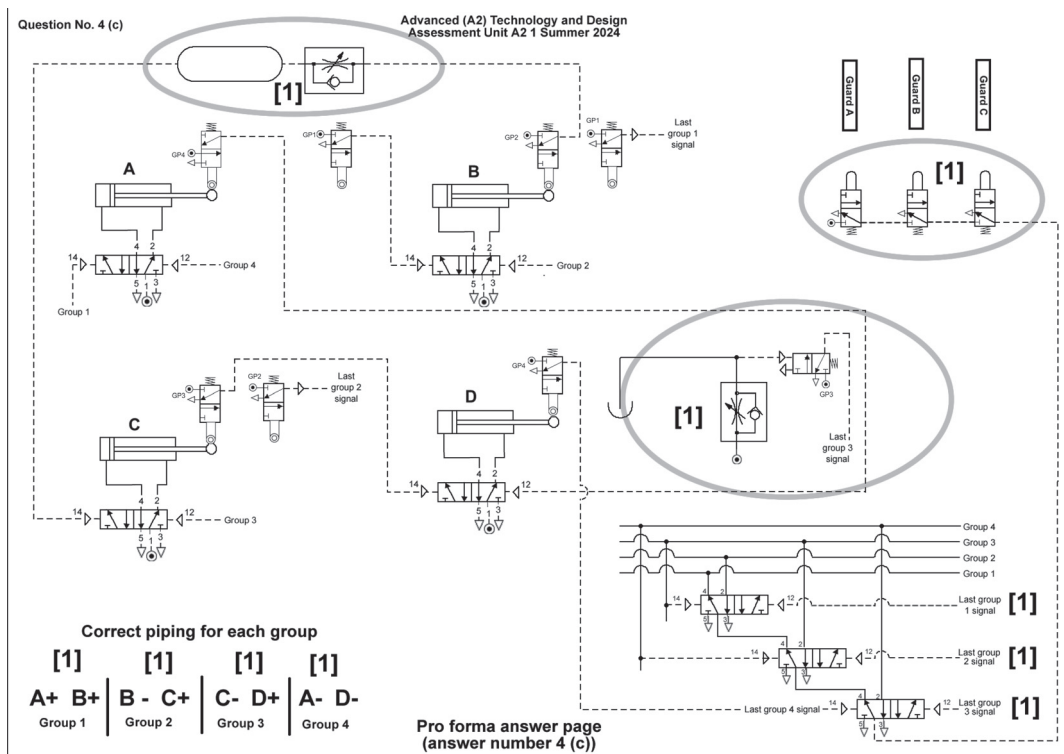 Question No. 4 (c)
Advanced (A2) Technology and Design
Assessment Unit A2 1 Summer 2024
[1]
Guard A
Guard B
Guard C
[1]
GP4
GP1
GP2
GP1
Last
group 1
signal
A
B
4 2
14
12
Group 4
5 1 3
Group 1
4 2
14
12
Group 2
5 1 3
GP3
GP2
Last
group 2
signal
GP4
GP3
[1]
Last
group 3
signal
C
D
4 2
14
12
Group 3
5 1 3
4 2
14
12
5 1 3
Group 4
Group 3
Group 2
Group 1
4 2
14
12
5 3
Last group
1 signal
[1]
4 2
14
12
5 3
Last group
2 signal
[1]
4 2
Last group 4 signal
14
12
5 3
Last group
3 signal
[1]
Correct piping for each group
[1] [1] [1] [1]
A+ B+ B - C+ C- D+ A- D-
Group 1 Group 2 Group 3 Group 4
Pro forma answer page
(answer number 4 (c))